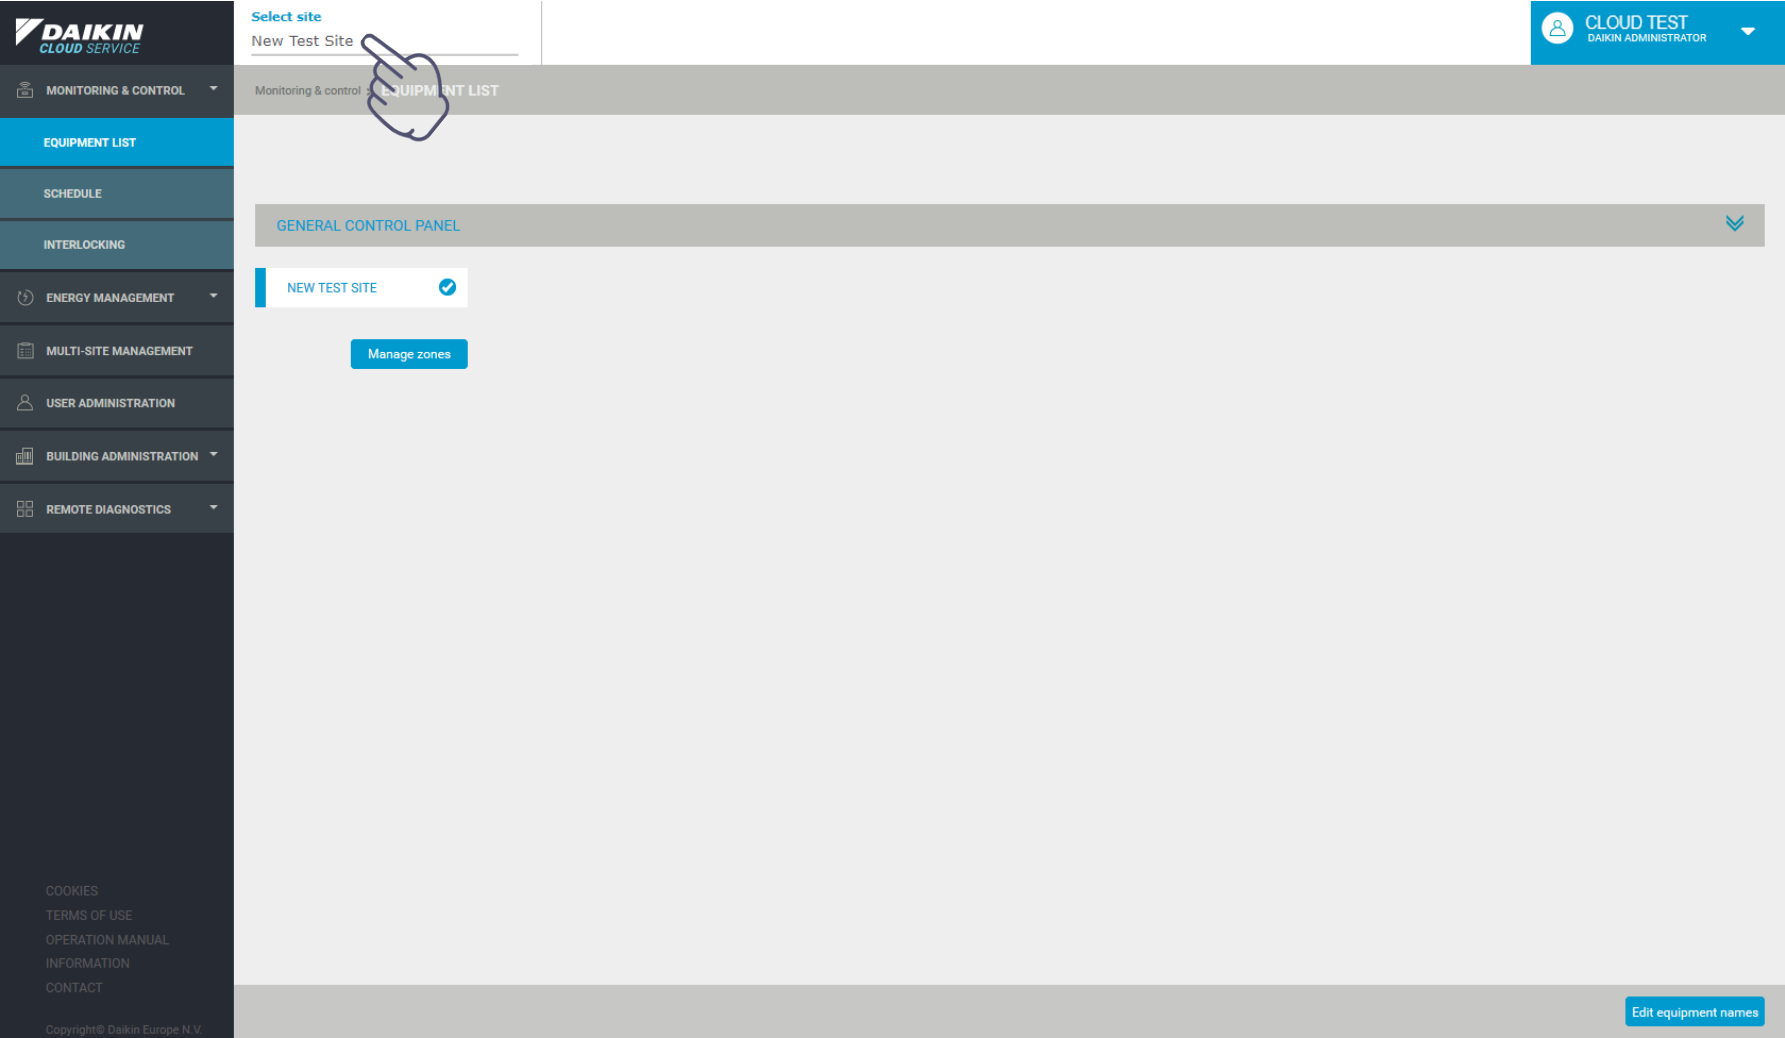 DAIKIN
CLOUD SERVICE
Select site
New Test Site
CLOUD TEST
DAIKIN ADMINISTRATOR
MONITORING & CONTROL
Monitoring & control
EQUIPMENT LIST
EQUIPMENT LIST
SCHEDULE
INTERLOCKING
ENERGY MANAGEMENT
MULTI-SITE MANAGEMENT
USER ADMINISTRATION
BUILDING ADMINISTRATION
REMOTE DIAGNOSTICS
GENERAL CONTROL PANEL
NEW TEST SITE
Manage zones
COOKIES
TERMS OF USE
OPERATION MANUAL
INFORMATION
CONTACT
Copyright© Daikin Europe N.V.
Edit equipment names